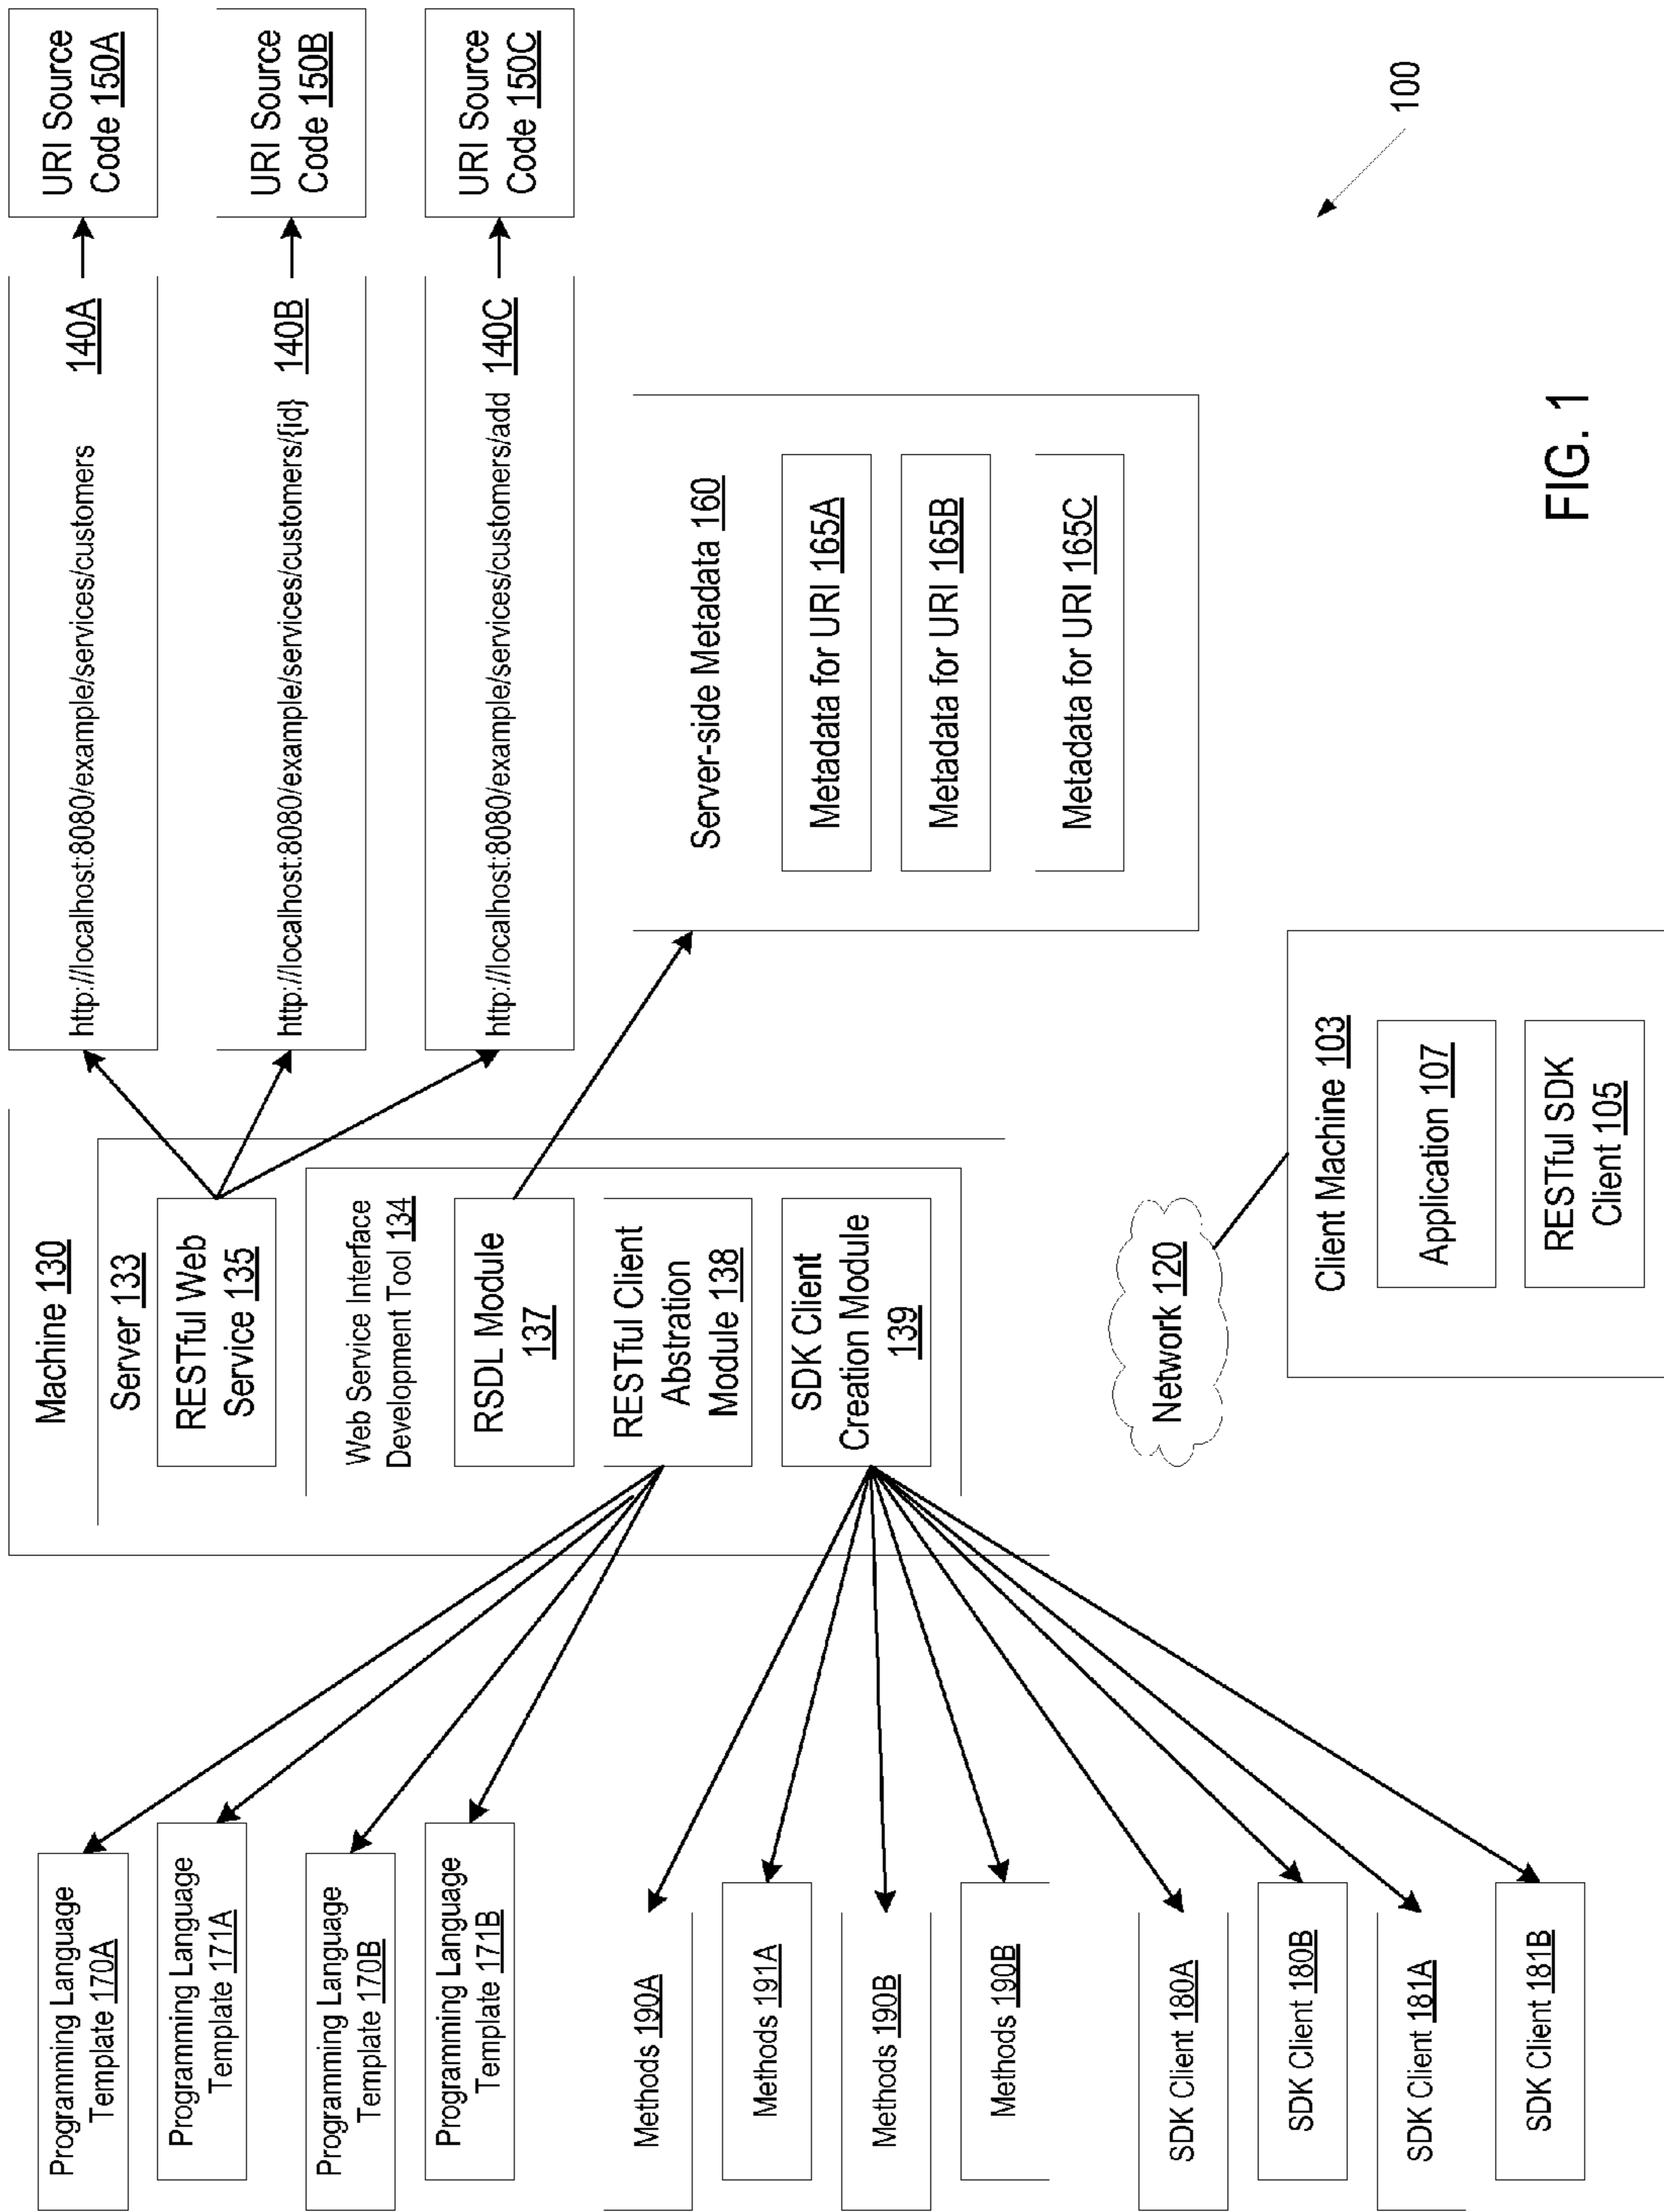 Programming Language
Template 170A
Programming Language
Template 171A
Programming Language
Template 170B
Programming Language
Template 171B
Methods 190A
Methods 191A
Methods 190B
Methods 190B
SDK Client 180A
SDK Client 180B
SDK Client 181A
SDK Client 181B
Machine 130
Server 133
RESTful Web
Service 135
Web Service Interface
Development Tool 134
RSDL Module
137
RESTful Client
Abstration
Module 138
SDK Client
Creation Module
139
Network 120
Client Machine 103
Application 107
RESTful SDK
Client 105
http://localhost:8080/example/services/customers 140A
http://localhost:8080/example/services/customers/{id} 140B
http://localhost:8080/example/services/customers/add 140C
URI Source
Code 150A
URI Source
Code 150B
URI Source
Code 150C
Server-side Metadata 160
Metadata for URI 165A
Metadata for URI 165B
Metadata for URI 165C
100
FIG. 1